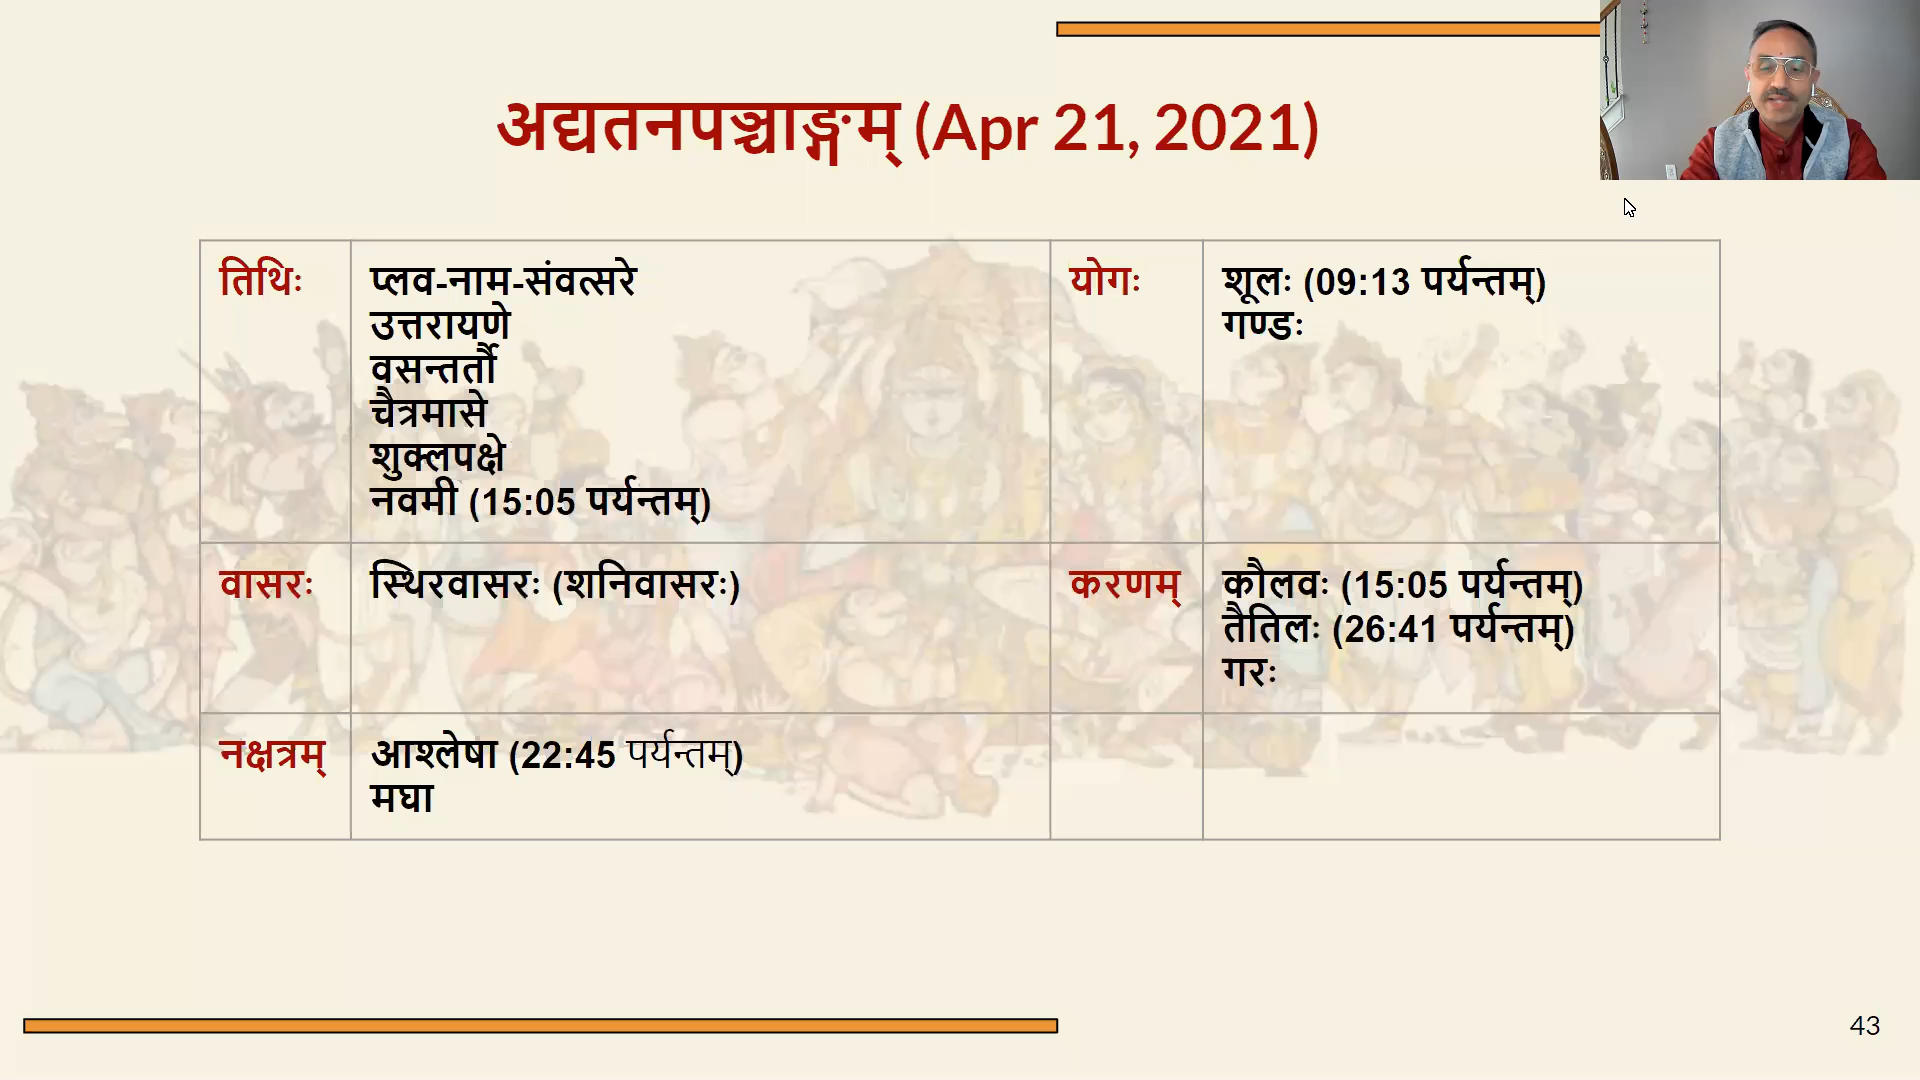 अद्यतनपञ्चाङ्गम् (Apr 21, 2021)
तिथिः
प्लव-नाम-संवत्सरे
उत्तरायणे
वसन्तर्तौ
चैत्रमासे
शुक्लपक्षे
नवमी (15:05 पर्यन्तम्)
योगः
शूलः (09:13 पर्यन्तम्)
गण्डः
वासरः
स्थिरवासरः (शनिवासरः)
करणम्
कौलवः (15:05 पर्यन्तम्)
तैतिलः (26:41 पर्यन्तम्)
गरः
नक्षत्रम्
आश्लेषा (22:45 पर्यन्तम्)
मघा
43